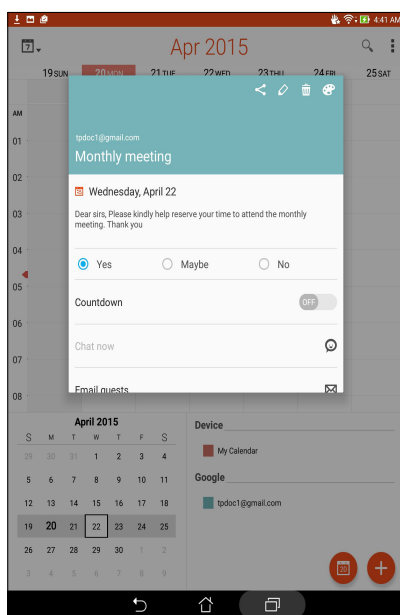 4:41 AM
7
Apr 2015
19 SUN 20 MON 21 TUE 22 WED 23 THU 24 FRI 25 SAT
AM
01
02
03
04
05
06
07
08
tpdoc1@gmail.com
Monthly meeting
Wednesday, April 22
Dear sirs, Please kindly help reserve your time to attend the monthly
meeting. Thank you
Yes Maybe No
Countdown OFF
Chat now
Email guests
April 2015
S M T W T F S
29 30 31 1 2 3 4
5 6 7 8 9 10 11
12 13 14 15 16 17 18
19 20 21 22 23 24 25
26 27 28 29 30 1 2
3 4 5 6 7 8 9
Device
My Calendar
Google
tpdoc1@gmail.com
20